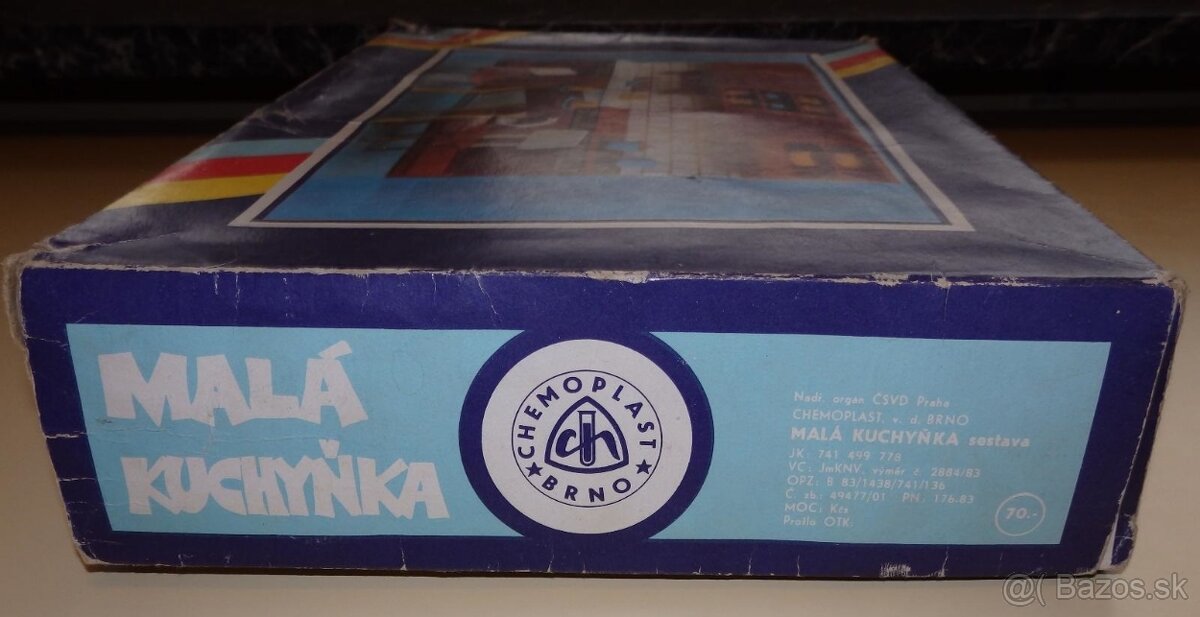 MALÁ
KUCHYŇKA
CHEMOPLAST
ch
BRNO
Nadř. orgán ČSVD Praha
CHEMOPLAST, v. d. BRNO
MALÁ KUCHYŇKA sestava
JK: 741 499 778
VC: JmKNV, výměr č. 2884/83
OPZ: B 83/1438/741/136
Č. zb.: 49477/01 PN, 176.83
MOC: Kčs
Prošlo OTK.
70.-
Bazos.sk